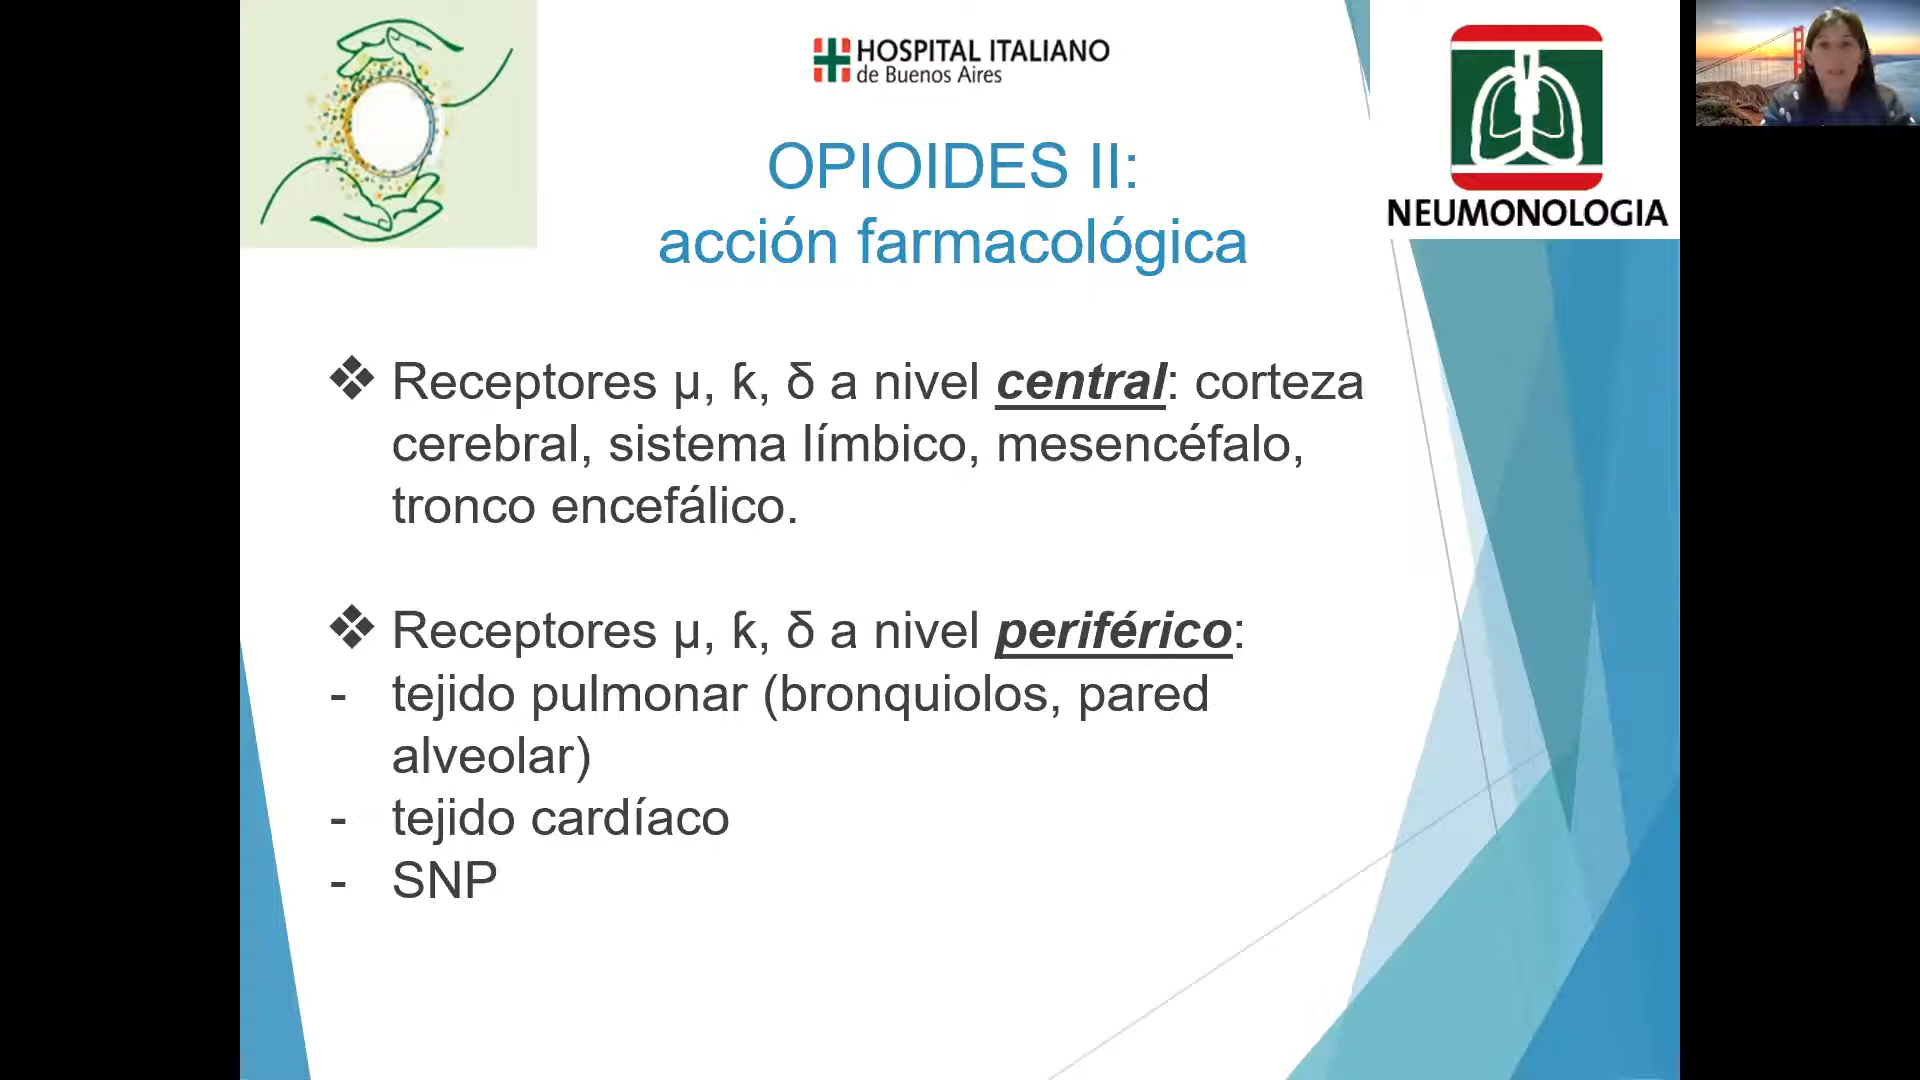 HOSPITAL ITALIANO
de Buenos Aires
NEUMONOLOGIA
OPIOIDES II:
acción farmacológica
❖ Receptores μ, ƙ, δ a nivel central: corteza
cerebral, sistema límbico, mesencéfalo,
tronco encefálico.
❖ Receptores μ, ƙ, δ a nivel periférico:
- tejido pulmonar (bronquiolos, pared
alveolar)
- tejido cardíaco
- SNP